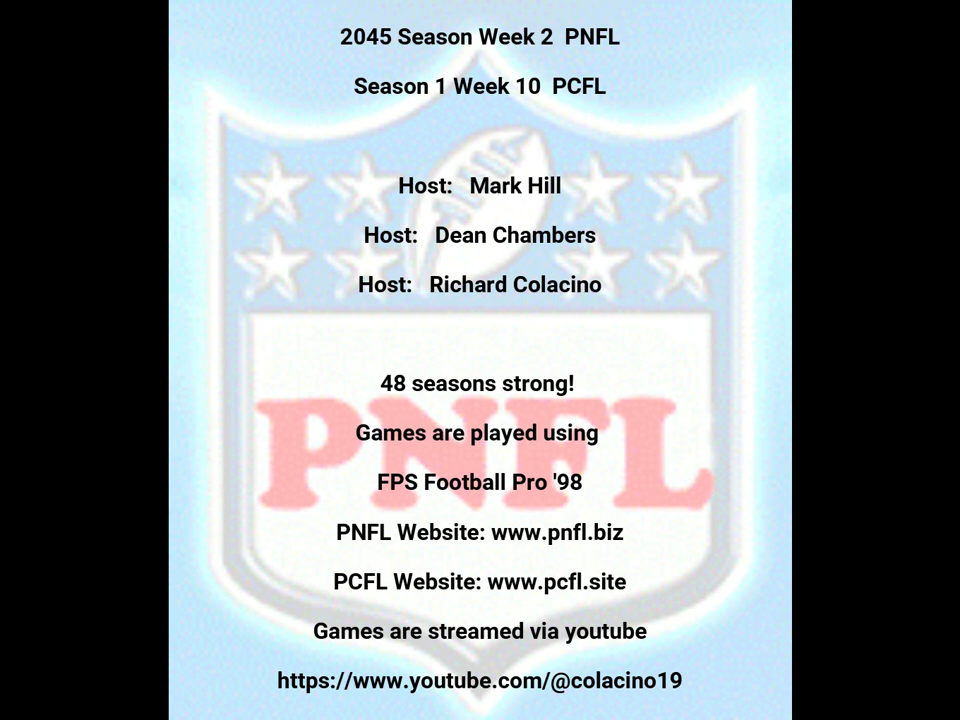 2045 Season Week 2 PNFL
Season 1 Week 10 PCFL
Host: Mark Hill
Host: Dean Chambers
Host: Richard Colacino
48 seasons strong!
PNFL
Games are played using
FPS Football Pro '98
PNFL Website: www.pnfl.biz
PCFL Website: www.pcfl.site
Games are streamed via youtube
https://www.youtube.com/@colacino19